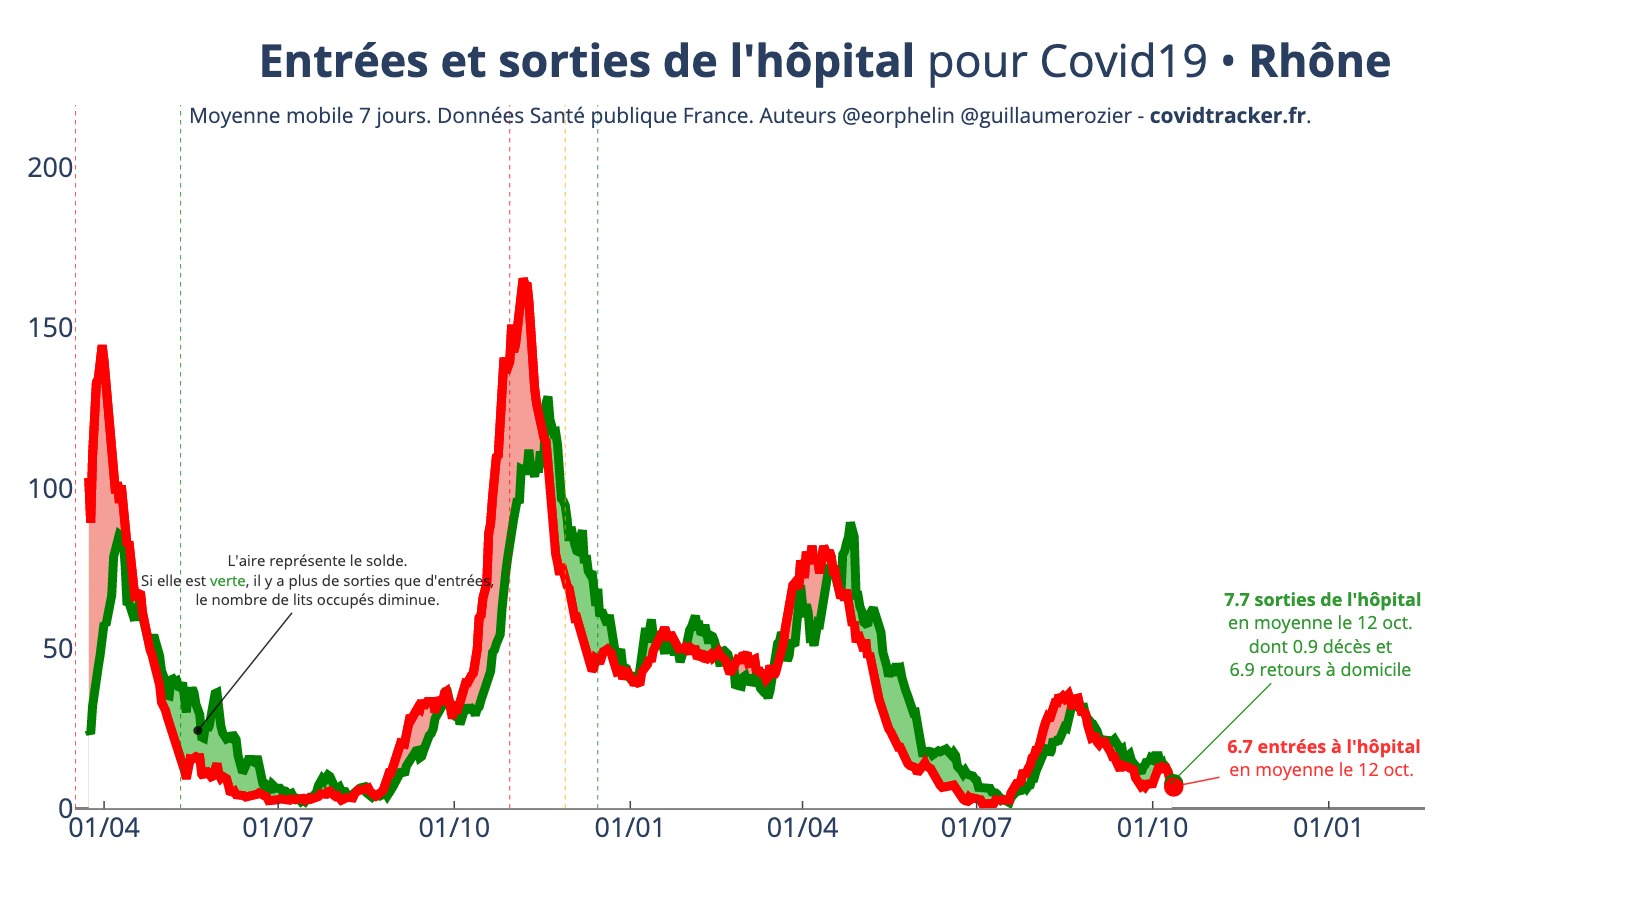 Entrées et sorties de l'hôpital pour Covid19 • Rhône
Moyenne mobile 7 jours. Données Santé publique France. Auteurs @eorphelin @guillaumerozier - covidtracker.fr.
200
150
100
50
0
L'aire représente le solde.
Si elle est verte, il y a plus de sorties que d'entrées,
le nombre de lits occupés diminue.
7.7 sorties de l'hôpital
en moyenne le 12 oct.
dont 0.9 décès et
6.9 retours à domicile
6.7 entrées à l'hôpital
en moyenne le 12 oct.
01/04 01/07 01/10 01/01 01/04 01/07 01/10 01/01